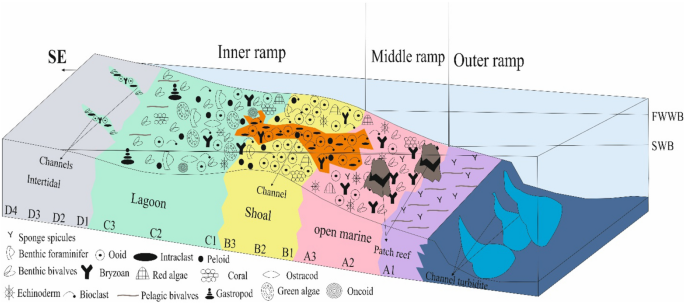 Inner ramp
Middle ramp
Outer ramp
SE
FWWB
SWB
Channels
Intertidal
Lagoon
Channel
Shoal
open marine
Patch reef
Channel turbidite
D4 D3 D2 D1 C3 C2 C1 B3 B2 B1 A3 A2 A1
Sponge spicules
Benthic foraminifer Ooid Intraclast Peloid
Benthic bivalves Bryzoan Red algae Coral Ostracod
Echinoderm Bioclast Pelagic bivalves Gastropod Green algae Oncoid